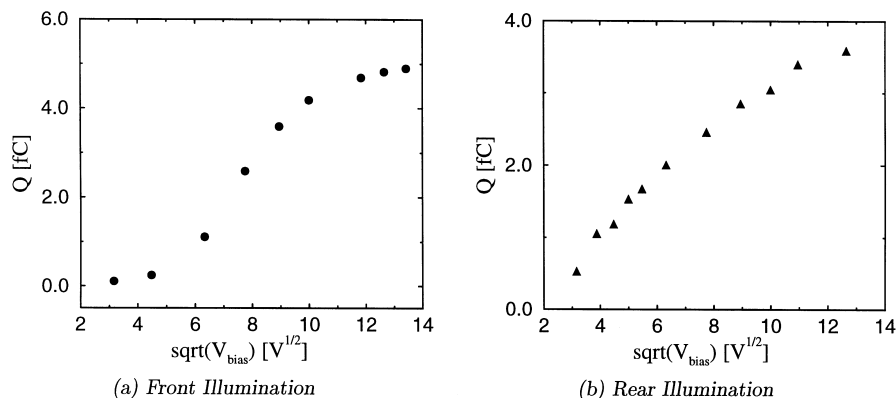 6.0
4.0
2.0
0.0
Q [fC]
2 4 6 8 10 12 14
sqrt(V_bias) [V^1/2]
(a) Front Illumination
4.0
2.0
0.0
Q [fC]
2 4 6 8 10 12 14
sqrt(V_bias) [V^1/2]
(b) Rear Illumination